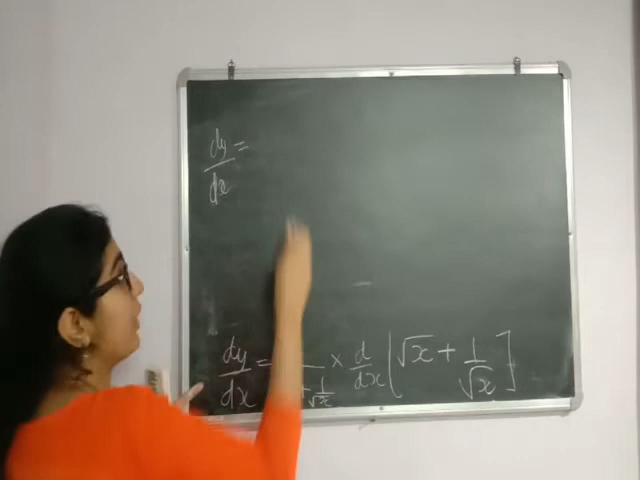 dy/dx =
dy/dx = × d/dx [√x + 1/√x]